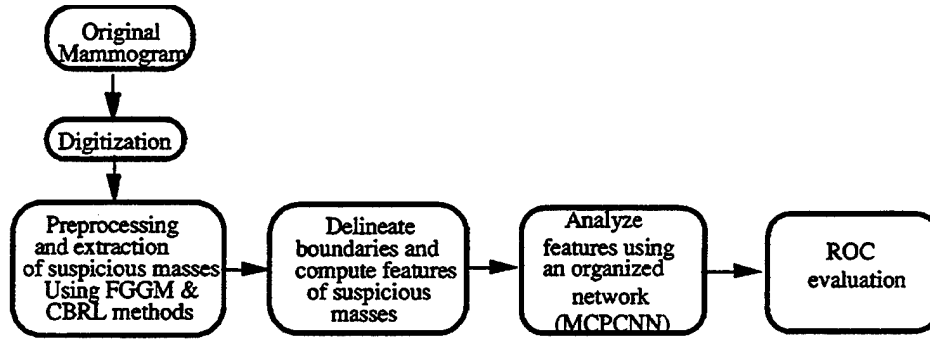 Original
Mammogram
Digitization
Preprocessing
and extraction
of suspicious masses
Using FGGM &
CBRL methods
Delineate
boundaries and
compute features
of suspicious
masses
Analyze
features using
an organized
network
(MCPCNN)
ROC
evaluation